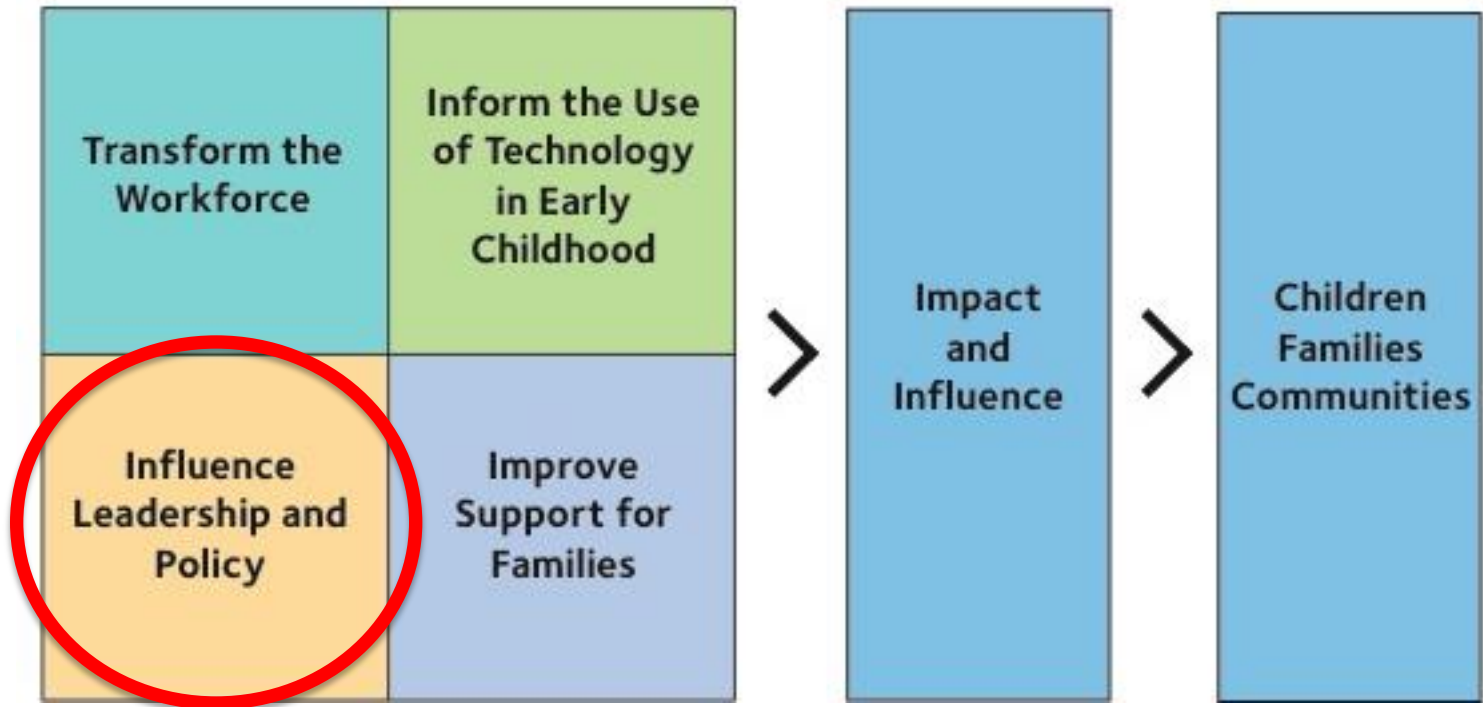 Transform the
Workforce
Inform the Use
of Technology
in Early
Childhood
Influence
Leadership and
Policy
Improve
Support for
Families
>
Impact
and
Influence
>
Children
Families
Communities